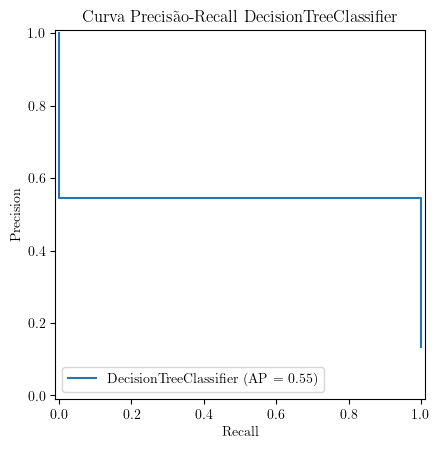 Curva Precisão-Recall DecisionTreeClassifier
1.0
0.8
0.6
0.4
0.2
0.0
Precision
DecisionTreeClassifier (AP = 0.55)
0.0 0.2 0.4 0.6 0.8 1.0
Recall